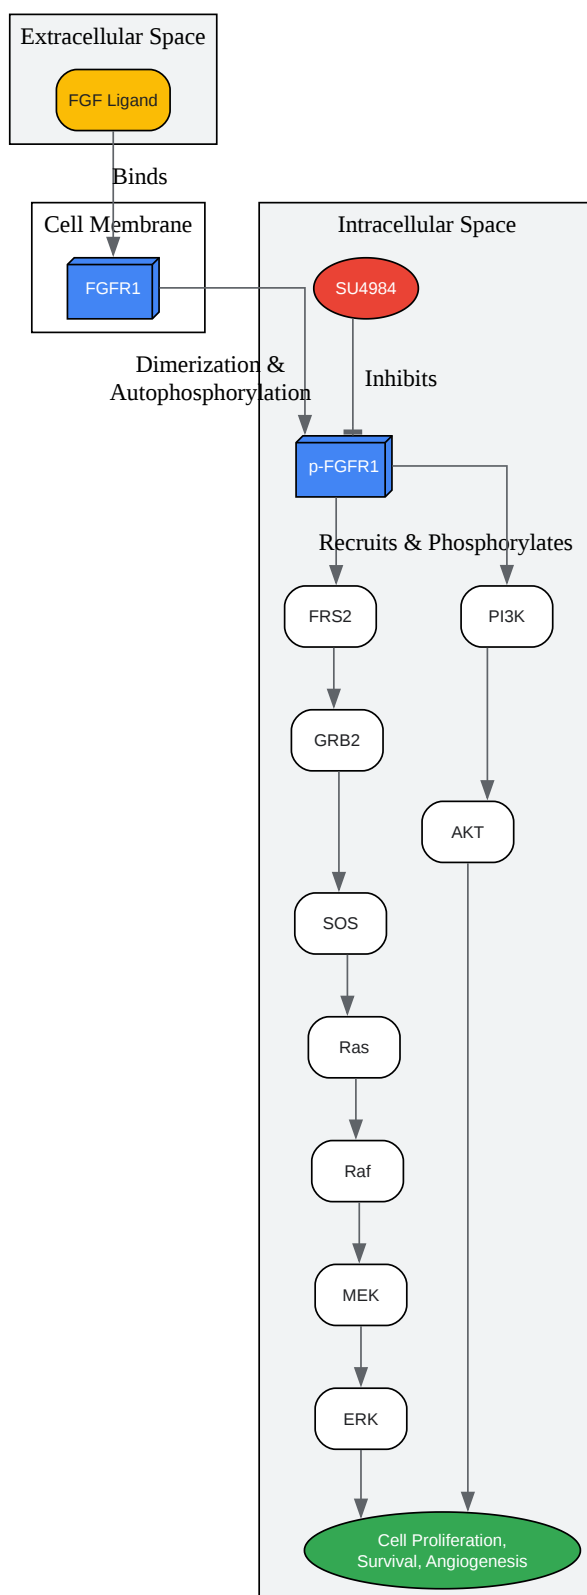 Extracellular Space
FGF Ligand
Binds
Cell Membrane
FGFR1
Intracellular Space
SU4984
Dimerization &
Autophosphorylation
Inhibits
p-FGFR1
Recruits & Phosphorylates
FRS2
PI3K
GRB2
AKT
SOS
Ras
Raf
MEK
ERK
Cell Proliferation,
Survival, Angiogenesis